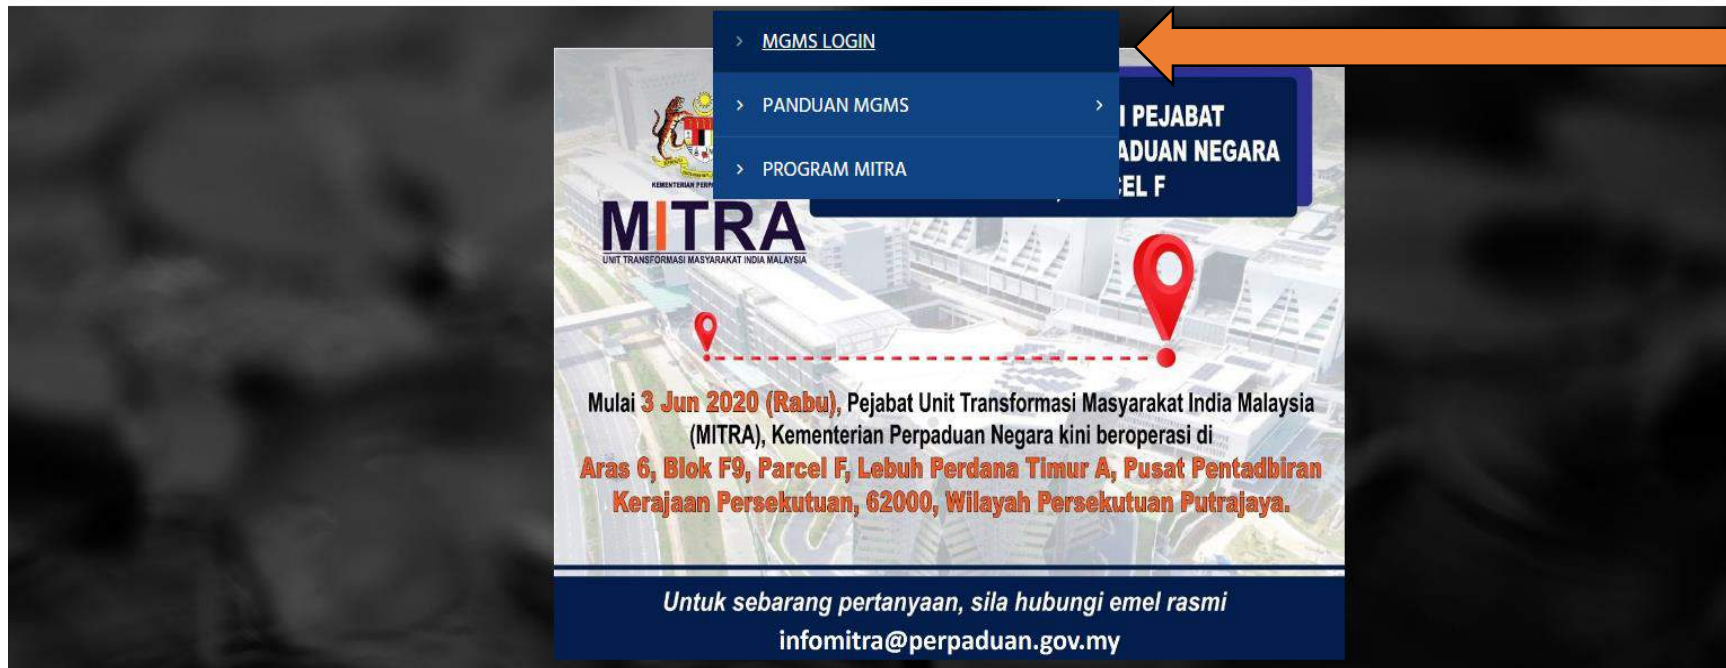 MGMS LOGIN
PANDUAN MGMS
PROGRAM MITRA
I PEJABAT
ADUAN NEGARA
EL F
MITRA
UNIT TRANSFORMASI MASYARAKAT INDIA MALAYSIA
Mulai 3 Jun 2020 (Rabu), Pejabat Unit Transformasi Masyarakat India Malaysia
(MITRA), Kementerian Perpaduan Negara kini beroperasi di
Aras 6, Blok F9, Parcel F, Lebuh Perdana Timur A, Pusat Pentadbiran
Kerajaan Persekutuan, 62000, Wilayah Persekutuan Putrajaya.
Untuk sebarang pertanyaan, sila hubungi emel rasmi
infomitra@perpaduan.gov.my